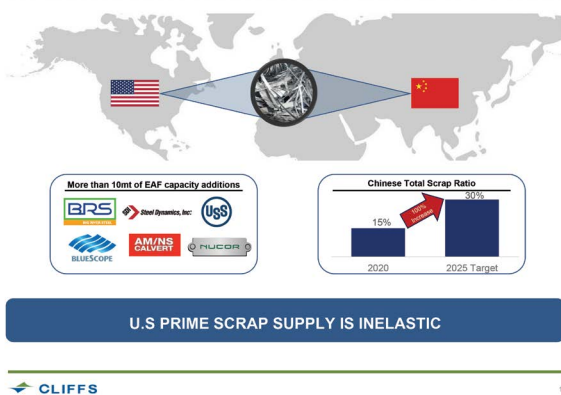 More than 10mt of EAF capacity additions
BRS
BIG RIVER STEEL
Steel Dynamics, Inc.
USS
BLUESCOPE
AM/NS
CALVERT
NUCOR
Chinese Total Scrap Ratio
30%
100%
Increase
15%
2020
2025 Target
U.S PRIME SCRAP SUPPLY IS INELASTIC
CLIFFS